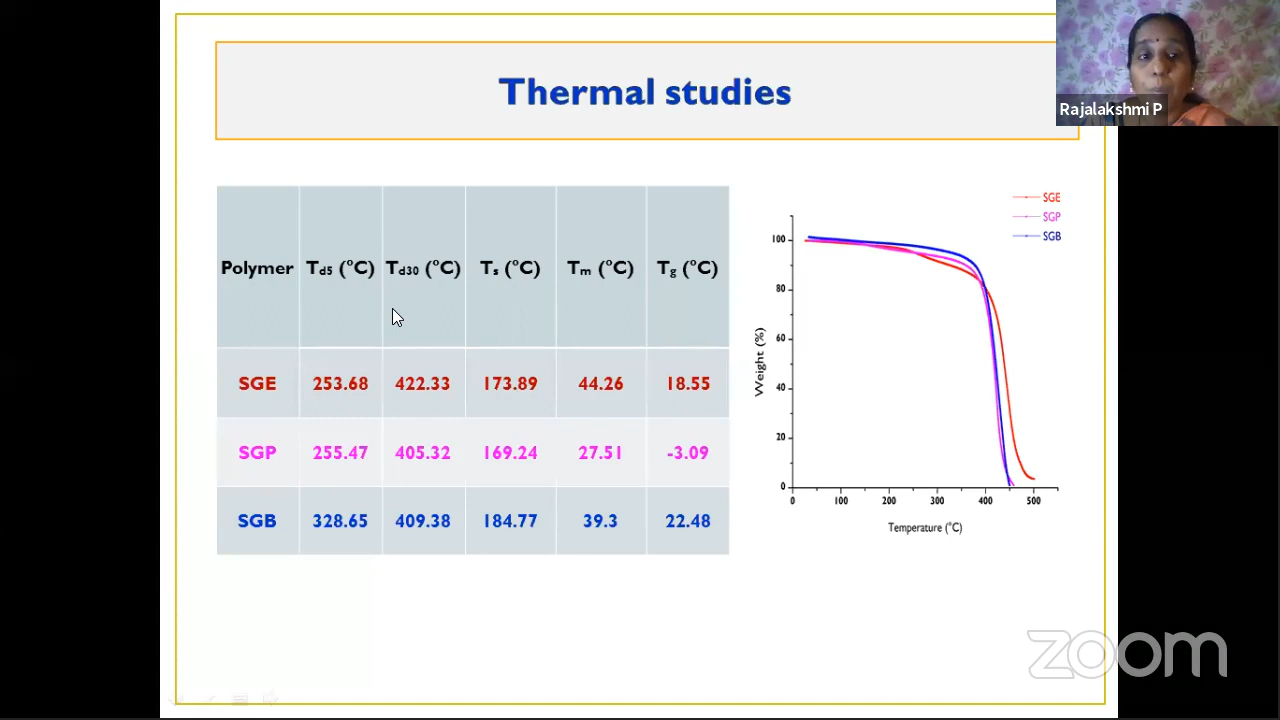 Thermal studies
Rajalakshmi P
Polymer Td5 (°C) Td30 (°C) Ts (°C) Tm (°C) Tg (°C)
SGE 253.68 422.33 173.89 44.26 18.55
SGP 255.47 405.32 169.24 27.51 -3.09
SGB 328.65 409.38 184.77 39.3 22.48
SGE
SGP
SGB
Weight (%)
100
80
60
40
20
0
0 100 200 300 400 500
Temperature (°C)
zoom